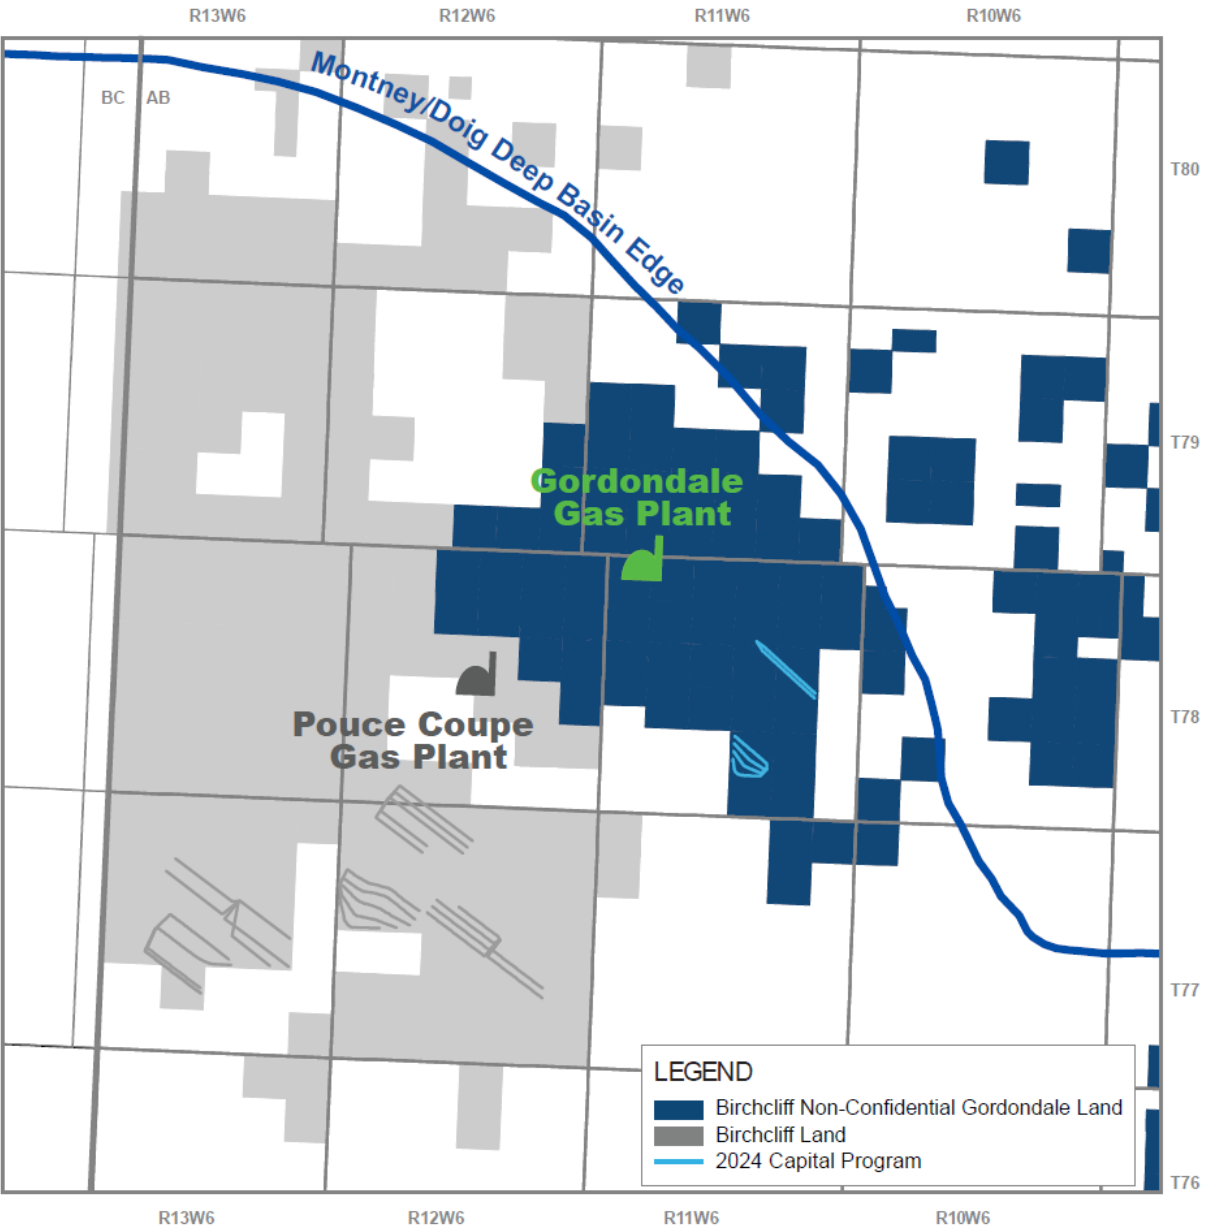 R13W6 R12W6 R11W6 R10W6
Montney/Doig Deep Basin Edge
BC AB
T80
T79
Gordondale
Gas Plant
T78
Pouce Coupe
Gas Plant
T77
LEGEND
Birchcliff Non-Confidential Gordondale Land
Birchcliff Land
2024 Capital Program
T76
R13W6 R12W6 R11W6 R10W6